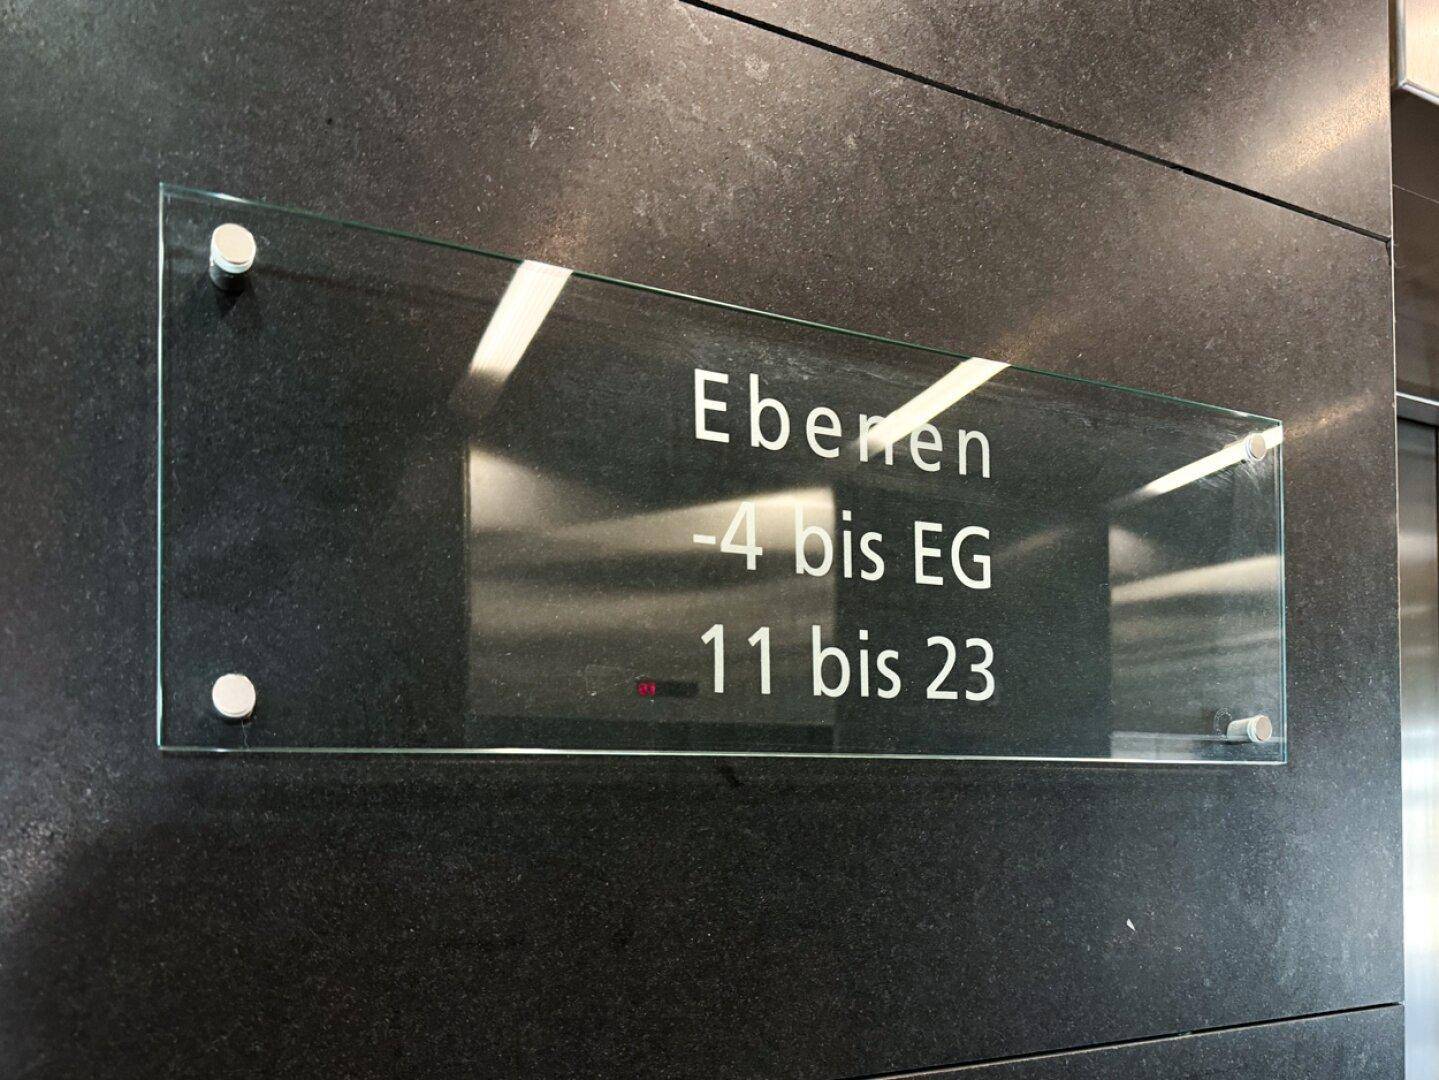 Ebenen
-4 bis EG
11 bis 23